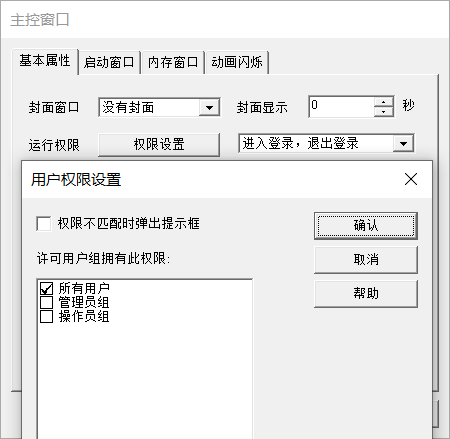 主控窗口
基本属性 启动窗口 内存窗口 动画闪烁
封面窗口 没有封面 封面显示 0 秒
运行权限 权限设置 进入登录，退出登录
用户权限设置
权限不匹配时弹出提示框 确认
取消
许可用户组拥有此权限:
帮助
所有用户
管理员组
操作员组